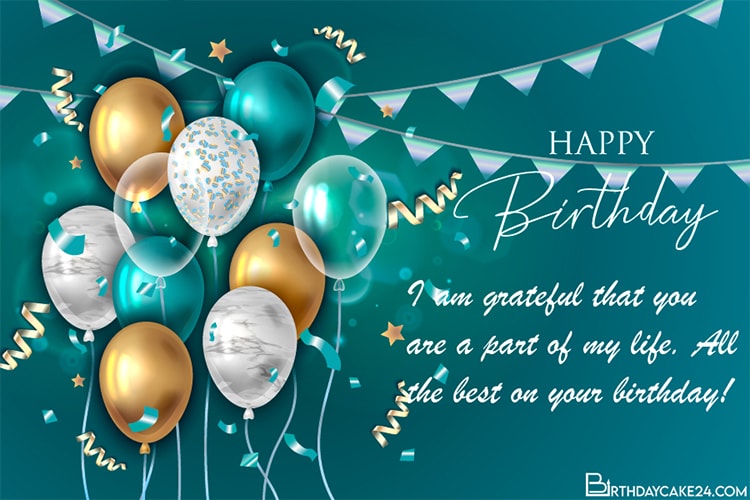 HAPPY
Birthday
I am grateful that you
are a part of my life. All
the best on your birthday!
BIRTHDAYCAKE24.COM